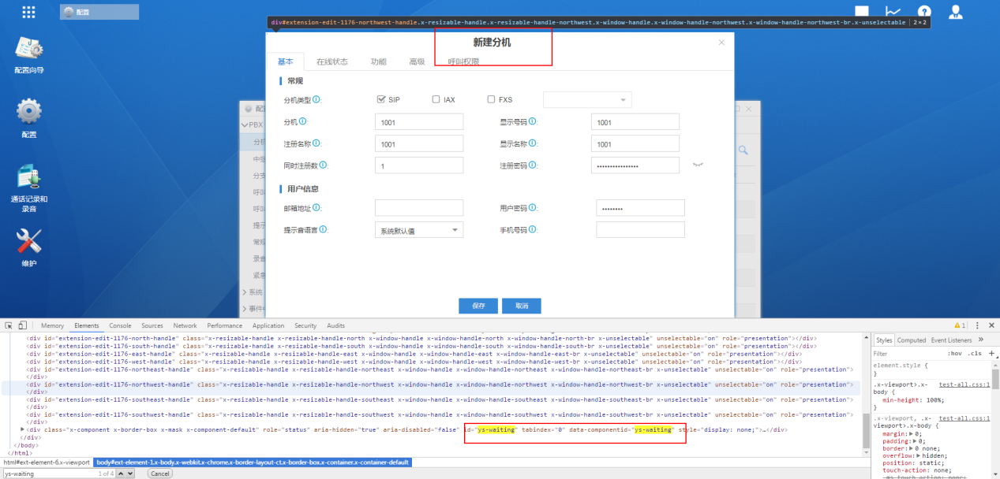 配置
div#extension-edit-1176-northwest-handle.x-resizable-handle.x-resizable-handle-northwest.x-window-handle.x-window-handle-northwest.x-window-handle-northwest-br.x-unselectable | 2×2
配置向导
配置
通话记录和
录音
维护
新建分机
基本 在线状态 功能 高级 呼叫权限
常规
分机类型 : SIP IAX FXS
分机 : 1001 显示号码 : 1001
注册名称 : 1001 显示名称 : 1001
同时注册数 : 1 注册密码 : ••••••••••••••••
用户信息
邮箱地址 : 用户密码 : ••••••••
提示音语言 : 系统默认值 手机号码 :
保存 取消
PBX
系统
Memory Elements Console Sources Network Performance Application Security Audits 1
<div id="extension-edit-1176-north-handle" class="x-resizable-handle x-resizable-handle-north x-window-handle x-window-handle-north x-window-handle-north-br x-unselectable" unselectable="on" role="presentation"></div>
<div id="extension-edit-1176-south-handle" class="x-resizable-handle x-resizable-handle-south x-window-handle x-window-handle-south x-window-handle-south-br x-unselectable" unselectable="on" role="presentation"></div>
<div id="extension-edit-1176-east-handle" class="x-resizable-handle x-resizable-handle-east x-window-handle x-window-handle-east x-window-handle-east-br x-unselectable" unselectable="on" role="presentation"></div>
<div id="extension-edit-1176-west-handle" class="x-resizable-handle x-resizable-handle-west x-window-handle x-window-handle-west x-window-handle-west-br x-unselectable" unselectable="on" role="presentation"></div>
<div id="extension-edit-1176-northeast-handle" class="x-resizable-handle x-resizable-handle-northeast x-window-handle x-window-handle-northeast x-window-handle-northeast-br x-unselectable" unselectable="on" role="presentation">
</div>
<div id="extension-edit-1176-northwest-handle" class="x-resizable-handle x-resizable-handle-northwest x-window-handle x-window-handle-northwest x-window-handle-northwest-br x-unselectable" unselectable="on" role="presentation">
</div>
<div id="extension-edit-1176-southeast-handle" class="x-resizable-handle x-resizable-handle-southeast x-window-handle x-window-handle-southeast x-window-handle-southeast-br x-unselectable" unselectable="on" role="presentation">
</div>
<div id="extension-edit-1176-southwest-handle" class="x-resizable-handle x-resizable-handle-southwest x-window-handle x-window-handle-southwest x-window-handle-southwest-br x-unselectable" unselectable="on" role="presentation">
</div>
<div class="x-component x-border-box x-mask x-component-default" role="status" aria-hidden="true" aria-disabled="false" id="ys-waiting" tabindex="0" data-componentid="ys-waiting" style="display: none;">…</div>
</div>
</body>
</html>
html#ext-element-6.x-viewport body#ext-element-1.x-body.x-webkit.x-chrome.x-border-layout-ct.x-border-box.x-container.x-container-default
ys-waiting 1 of 4 Cancel
Styles Computed Event Listeners »
Filter :hov .cls +
element.style {
}
.x-viewport>.x- test-all.css:1
body {
min-height: 100%;
}
.x-viewport, .x- test-all.css:1
viewport>.x-body {
margin: 0;
padding: 0;
border: 0 none;
overflow: hidden;
position: static;
touch-action: none;
-ms-touch-action: none;